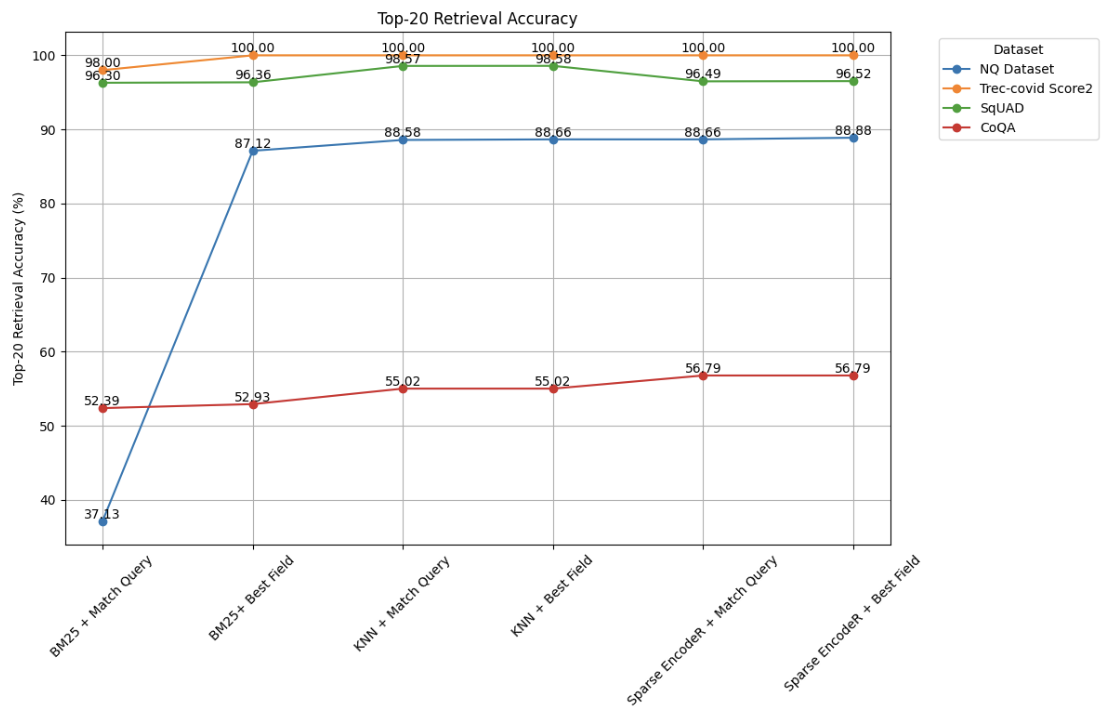 Top-20 Retrieval Accuracy
Dataset
NQ Dataset
Trec-covid Score2
SqUAD
CoQA
Top-20 Retrieval Accuracy (%)
100
90
80
70
60
50
40
98.00
100.00
100.00
100.00
100.00
100.00
96.30
96.36
98.57
98.58
96.49
96.52
37.13
87.12
88.58
88.66
88.66
88.88
52.39
52.93
55.02
55.02
56.79
56.79
BM25 + Match Query
BM25+ Best Field
KNN + Match Query
KNN + Best Field
Sparse EncodeR + Match Query
Sparse EncodeR + Best Field